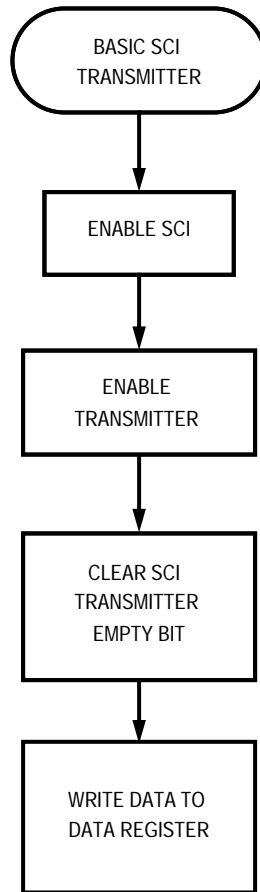 BASIC SCI
TRANSMITTER
ENABLE SCI
ENABLE
TRANSMITTER
CLEAR SCI
TRANSMITTER
EMPTY BIT
WRITE DATA TO
DATA REGISTER